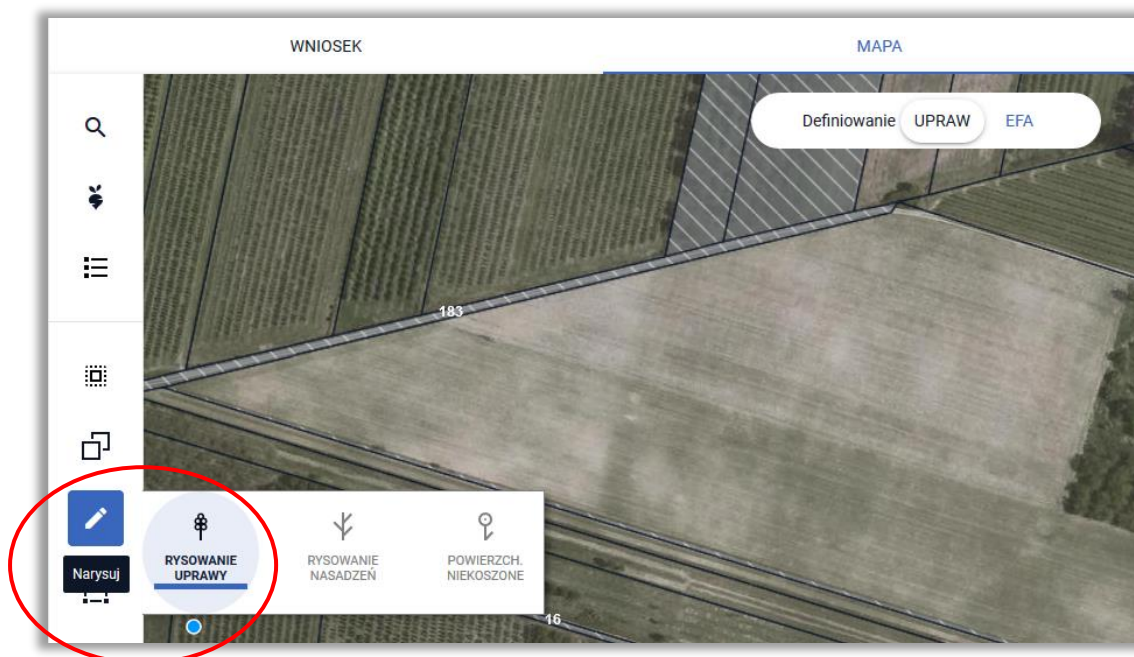 WNIOSEK
MAPA
Definiowanie UPRAW EFA
183
RYSOWANIE
UPRAWY
RYSOWANIE
NASADZEŃ
POWIERZCH.
NIEKOSZONE
Narysuj
16